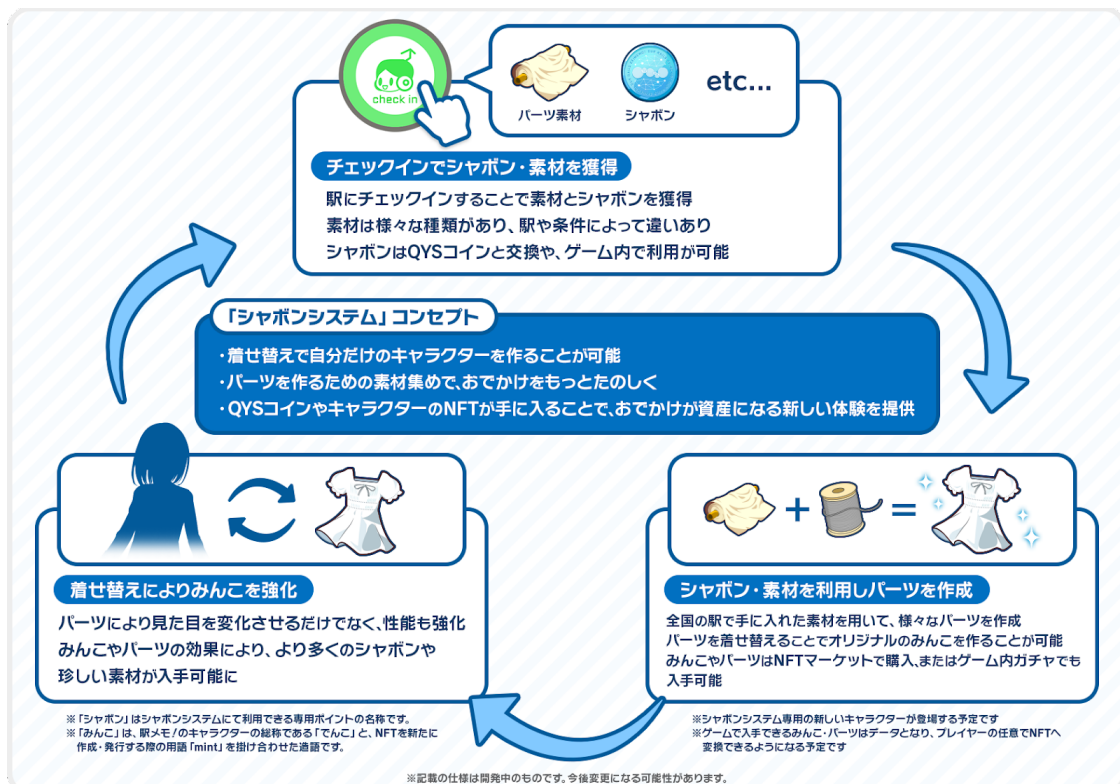 check in
パーツ素材
シャボン
etc...
チェックインでシャボン・素材を獲得
駅にチェックインすることで素材とシャボンを獲得
素材は様々な種類があり、駅や条件によって違いあり
シャボンはQYSコインと交換や、ゲーム内で利用が可能
「シャボンシステム」コンセプト
・着せ替えで自分だけのキャラクターを作ることが可能
・パーツを作るための素材集めで、おでかけをもっとたのしく
・QYSコインやキャラクターのNFTが手に入ることで、おでかけが資産になる新しい体験を提供
+
=
シャボン・素材を利用しパーツを作成
全国の駅で手に入れた素材を用いて、様々なパーツを作成
パーツを着せ替えることでオリジナルのみんこを作ることが可能
みんこやパーツはNFTマーケットで購入、またはゲーム内ガチャでも
入手可能
※シャボンシステム専用の新しいキャラクターが登場する予定です
※ゲームで入手できるみんこ・パーツはデータとなり、プレイヤーの任意でNFTへ
変換できるようになる予定です
着せ替えによりみんこを強化
パーツにより見た目を変化させるだけでなく、性能も強化
みんこやパーツの効果により、より多くのシャボンや
珍しい素材が入手可能に
※「シャボン」はシャボンシステムにて利用できる専用ポイントの名称です。
※「みんこ」は、駅メモ!のキャラクターの総称である「でんこ」と、NFTを新たに
作成・発行する際の用語「mint」を掛け合わせた造語です。
※記載の仕様は開発中のものです。今後変更になる可能性があります。